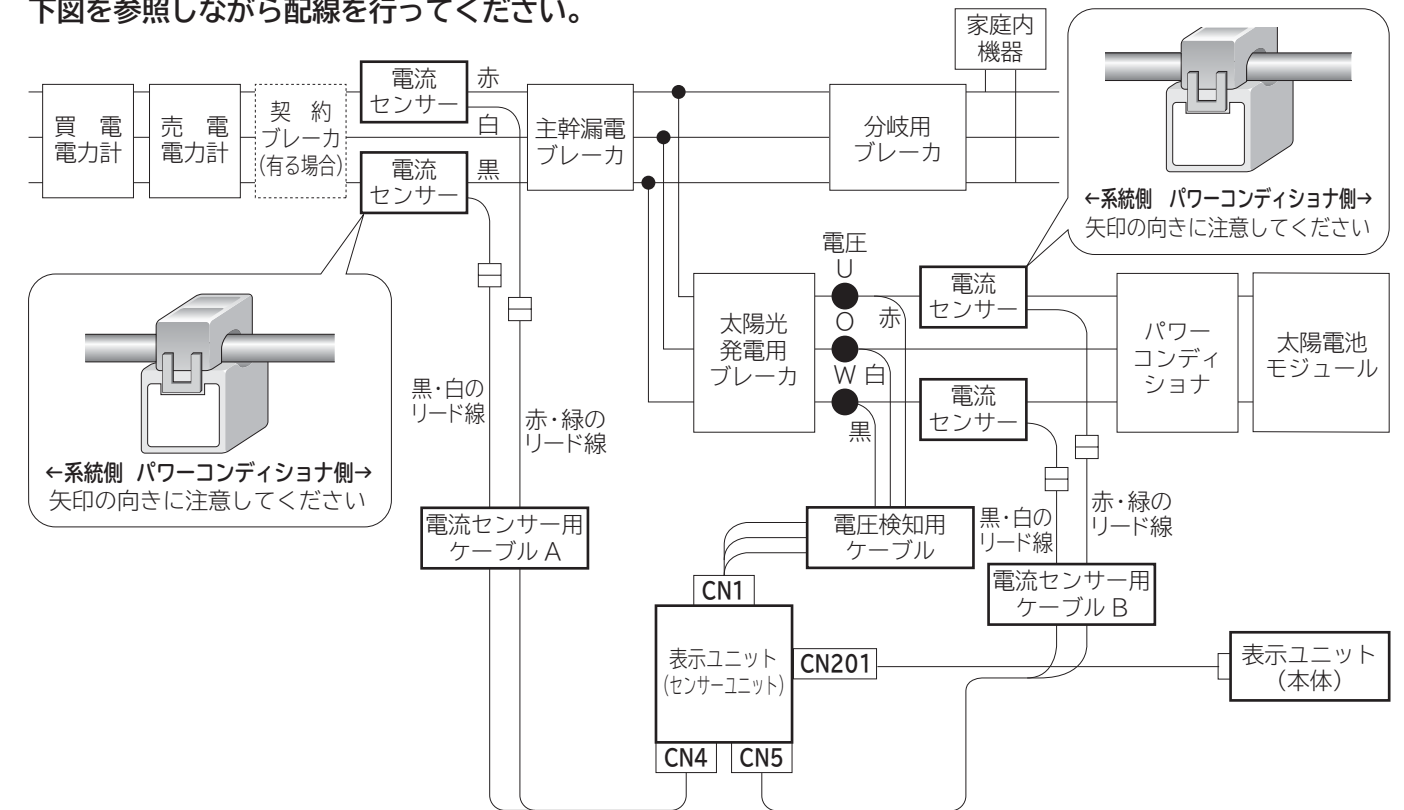 下図を参照しながら配線を行ってください。
家庭内
機器
買　電
電力計
売　電
電力計
契　約
ブレーカ
(有る場合)
電流
センサー
赤
白
電流
センサー
黒
主幹漏電
ブレーカ
分岐用
ブレーカ
←系統側　パワーコンディショナ側→
矢印の向きに注意してください
←系統側　パワーコンディショナ側→
矢印の向きに注意してください
黒・白の
リード線
赤・緑の
リード線
太陽光
発電用
ブレーカ
電圧
U
O
W
赤
白
黒
電流
センサー
電流
センサー
パワー
コンディ
ショナ
太陽電池
モジュール
電流センサー用
ケーブル A
電圧検知用
ケーブル
黒・白の
リード線
赤・緑の
リード線
電流センサー用
ケーブル B
CN1
表示ユニット
(センサーユニット)
CN201
表示ユニット
(本体)
CN4
CN5